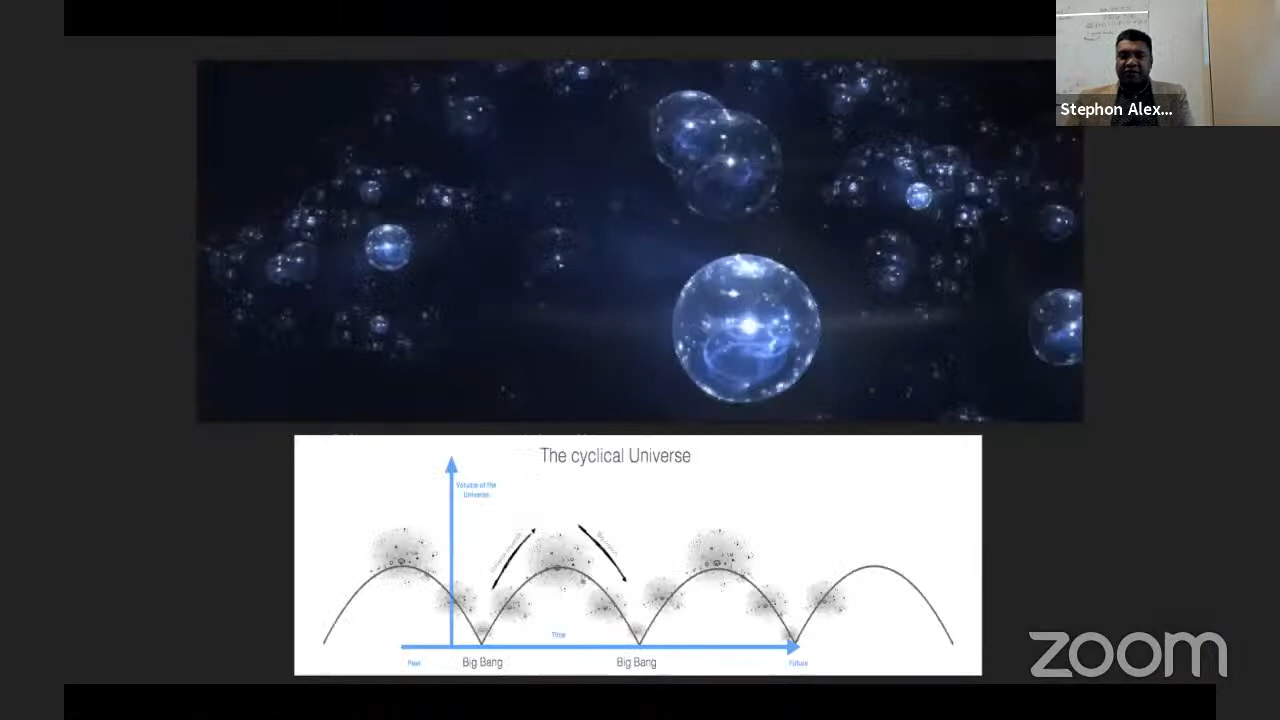 Stephon Alex...
The cyclical Universe
Volume of the
Universe
Time
Past
Big Bang
Big Bang
Future
zoom